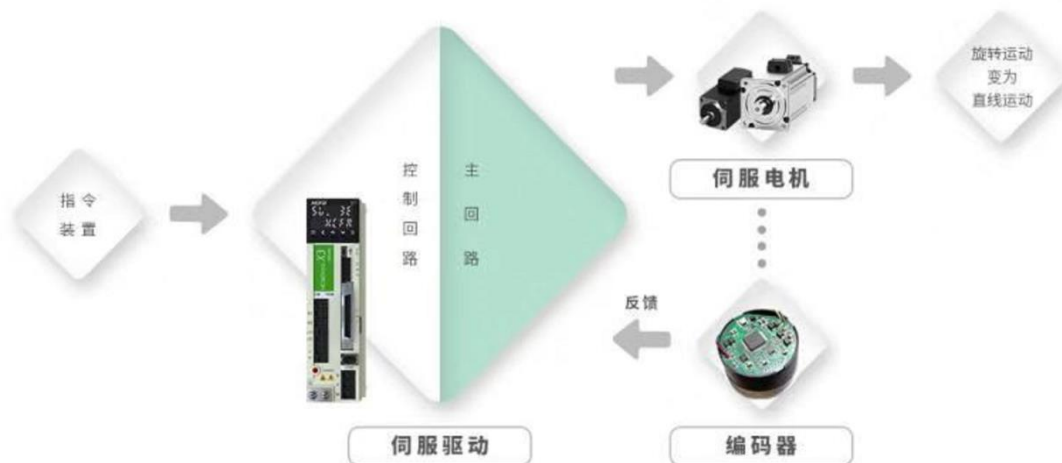 指令
装置
控制回路
主回路
伺服驱动
伺服电机
旋转运动
变为
直线运动
反馈
编码器